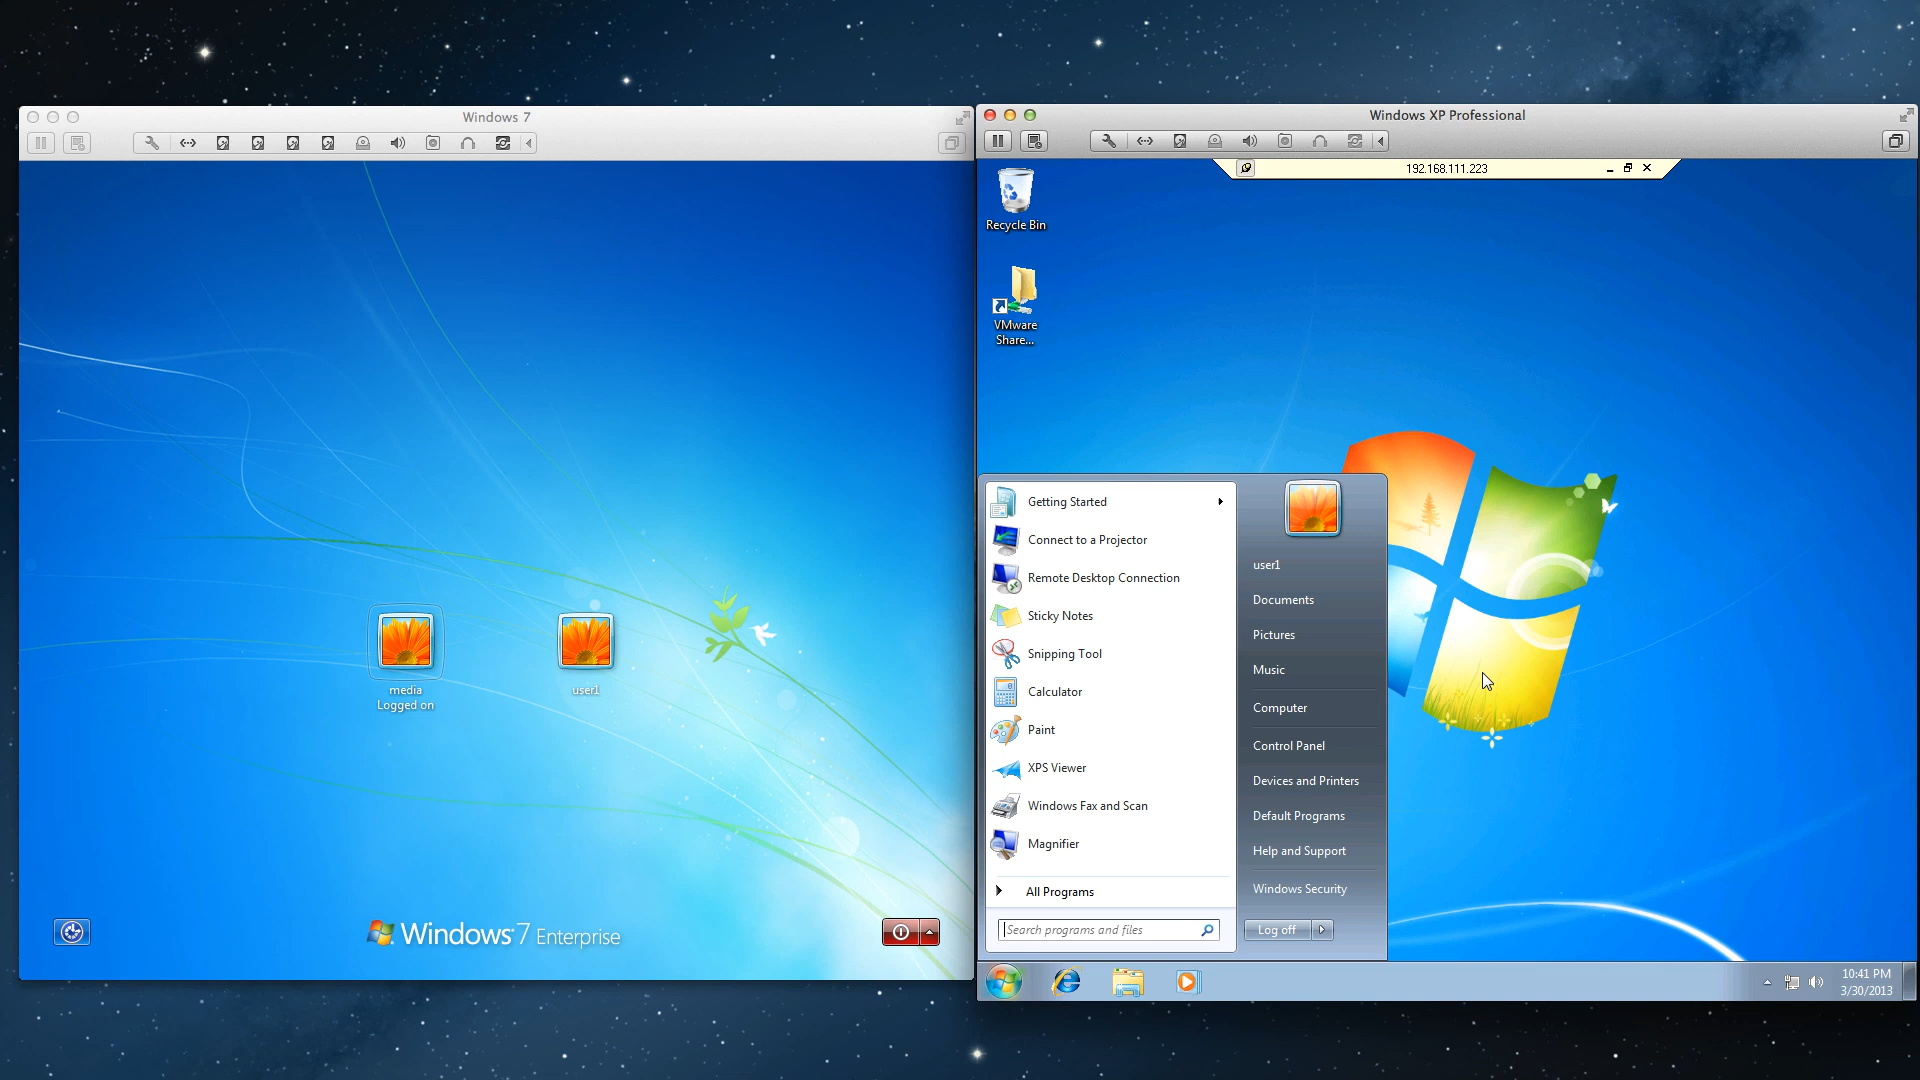 Windows 7
media
Logged on
user1
Windows 7 Enterprise
Windows XP Professional
192.168.111.223
Recycle Bin
VMware
Share...
Getting Started
Connect to a Projector
Remote Desktop Connection
Sticky Notes
Snipping Tool
Calculator
Paint
XPS Viewer
Windows Fax and Scan
Magnifier
All Programs
Search programs and files
user1
Documents
Pictures
Music
Computer
Control Panel
Devices and Printers
Default Programs
Help and Support
Windows Security
Log off
10:41 PM
3/30/2013